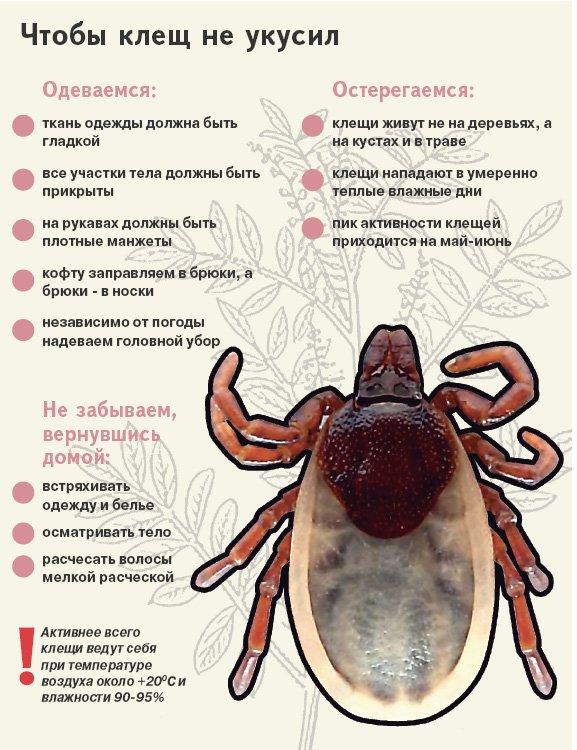 Чтобы клещ не укусил
Одеваемся:
ткань одежды должна быть
гладкой
все участки тела должны быть
прикрыты
на рукавах должны быть
плотные манжеты
кофту заправляем в брюки, а
брюки - в носки
независимо от погоды
надеваем головной убор
Остерегаемся:
клещи живут не на деревьях, а
на кустах и в траве
клещи нападают в умеренно
теплые влажные дни
пик активности клещей
приходится на май-июнь
Не забываем,
вернувшись
домой:
встряхивать
одежду и белье
осматривать тело
расчесать волосы
мелкой расческой
! Активнее всего
клещи ведут себя
при температуре
воздуха около +20⁰С и
влажности 90-95%